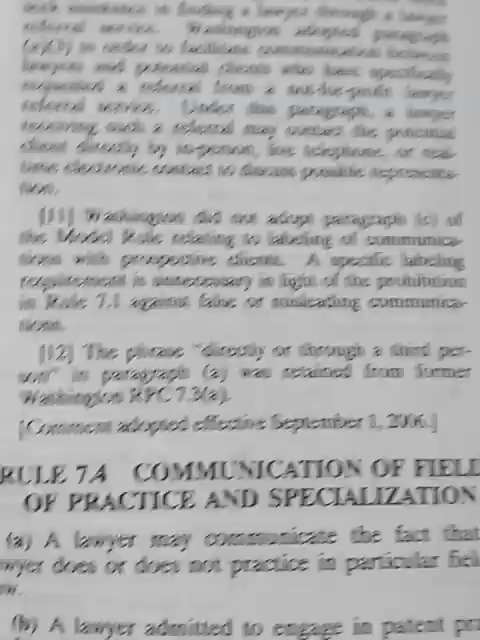 seek assistance in finding a lawyer through a lawyer
referral service. Washington adopted paragraph
(a)(3) in order to facilitate communication between
lawyers and potential clients who have specifically
requested a referral from a not-for-profit lawyer
referral service. Under this paragraph, a lawyer
receiving such a referral may contact the potential
client directly by in-person, live telephone, or real-
time electronic contact to discuss possible representa-
tion.
[11] Washington did not adopt paragraph (c) of
the Model Rule relating to labeling of communica-
tions with prospective clients. A specific labeling
requirement is unnecessary in light of the prohibition
in Rule 7.1 against false or misleading communica-
tions.
[12] The phrase "directly or through a third per-
son" in paragraph (a) was retained from former
Washington RPC 7.3(a).
[Comment adopted effective September 1, 2006.]
RULE 7.4 COMMUNICATION OF FIELD
OF PRACTICE AND SPECIALIZATION
(a) A lawyer may communicate the fact that
wyer does or does not practice in particular fiel
w.
(b) A lawyer admitted to engage in patent pra